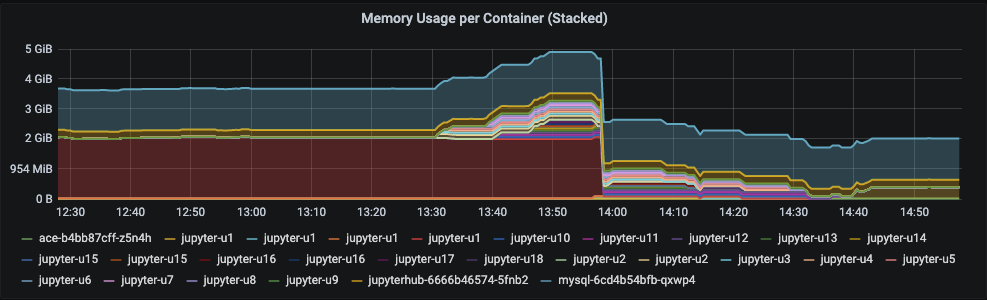 Memory Usage per Container (Stacked)
5 GiB
4 GiB
3 GiB
2 GiB
954 MiB
0 B
12:30 12:40 12:50 13:00 13:10 13:20 13:30 13:40 13:50 14:00 14:10 14:20 14:30 14:40 14:50
ace-b4bb87cff-z5n4h jupyter-u1 jupyter-u1 jupyter-u1 jupyter-u1 jupyter-u10 jupyter-u11 jupyter-u12 jupyter-u13 jupyter-u14
jupyter-u15 jupyter-u15 jupyter-u16 jupyter-u16 jupyter-u17 jupyter-u18 jupyter-u2 jupyter-u2 jupyter-u3 jupyter-u4 jupyter-u5
jupyter-u6 jupyter-u7 jupyter-u8 jupyter-u9 jupyterhub-6666b46574-5fnb2 mysql-6cd4b54bfb-qxwp4